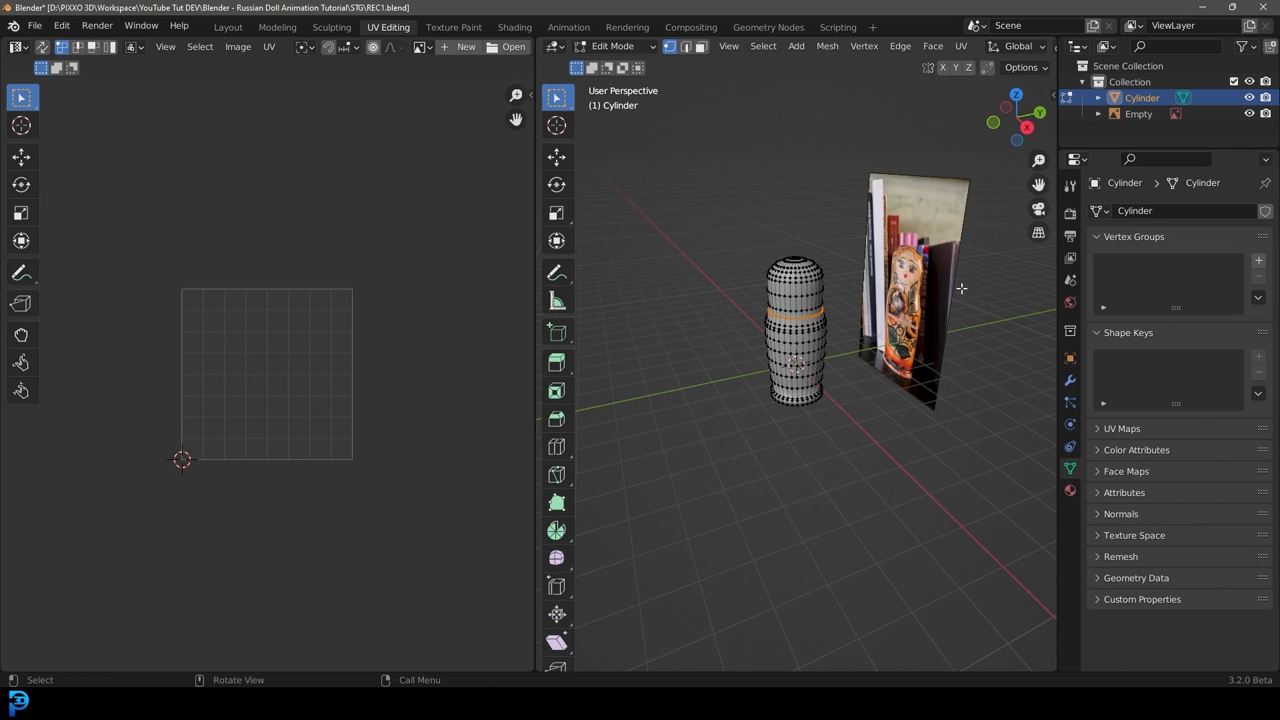 Blender* [D:\PIXXO 3D\Workspace\YouTube Tut DEV\Blender - Russian Doll Animation Tutorial\STG\REC1.blend]
File Edit Render Window Help Layout Modeling Sculpting UV Editing Texture Paint Shading Animation Rendering Compositing Geometry Nodes Scripting Scene ViewLayer
View Select Image UV New Open Edit Mode View Select Add Mesh Vertex Edge Face UV Global
X Y Z Options
Scene Collection
Collection
Cylinder
Empty
User Perspective
(1) Cylinder
Z
Y
X
Cylinder > Cylinder
Cylinder
Vertex Groups
Shape Keys
UV Maps
Color Attributes
Face Maps
Attributes
Normals
Texture Space
Remesh
Geometry Data
Custom Properties
Select Rotate View Call Menu 3.2.0 Beta